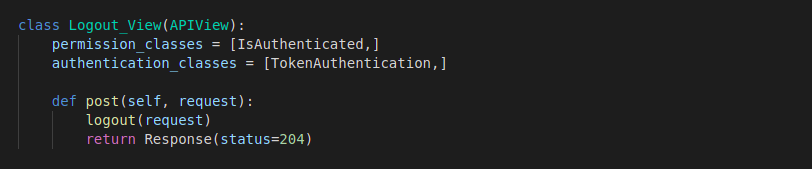 class Logout_View(APIView):
    permission_classes = [IsAuthenticated,]
    authentication_classes = [TokenAuthentication,]
    def post(self, request):
        logout(request)
        return Response(status=204)